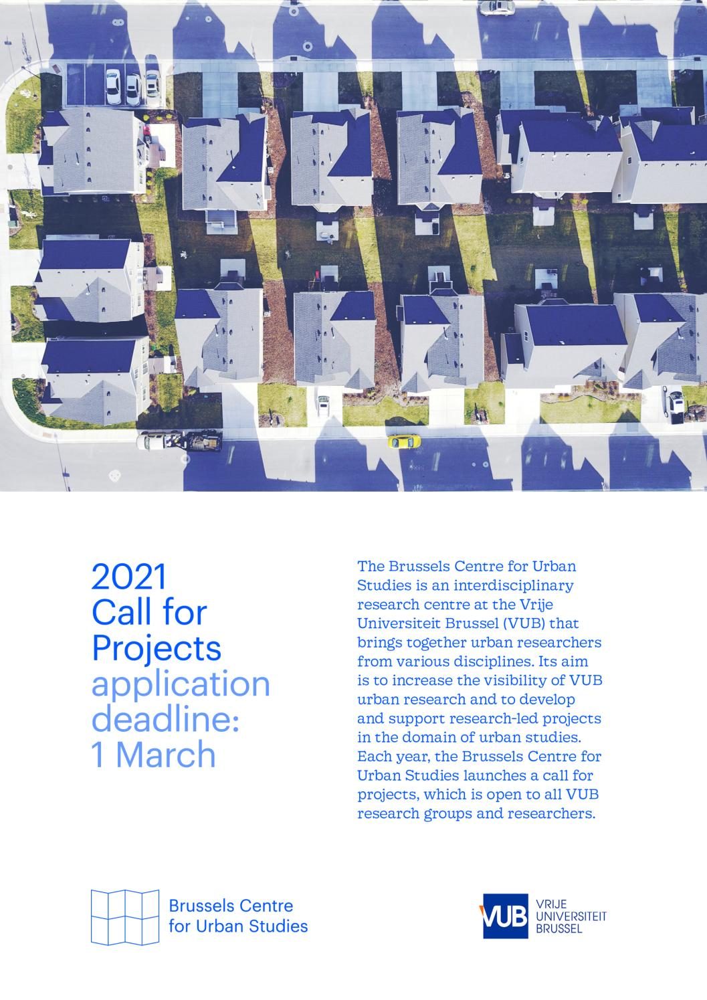 2021
Call for
Projects
application
deadline:
1 March
The Brussels Centre for Urban
Studies is an interdisciplinary
research centre at the Vrije
Universiteit Brussel (VUB) that
brings together urban researchers
from various disciplines. Its aim
is to increase the visibility of VUB
urban research and to develop
and support research-led projects
in the domain of urban studies.
Each year, the Brussels Centre for
Urban Studies launches a call for
projects, which is open to all VUB
research groups and researchers.
Brussels Centre
for Urban Studies
VUB
VRIJE
UNIVERSITEIT
BRUSSEL